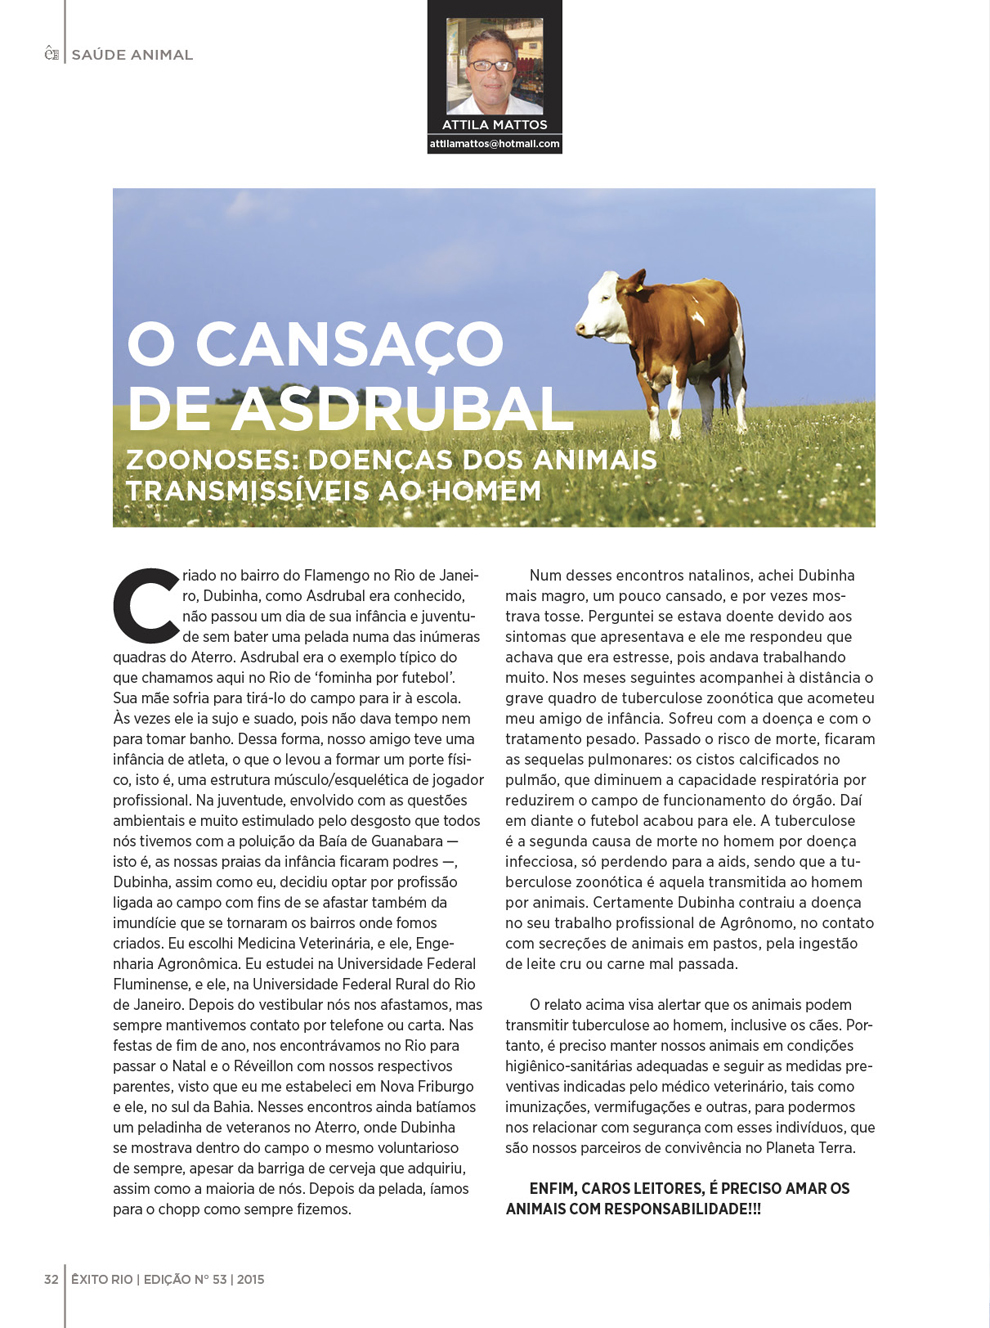 SAÚDE ANIMAL
ATTILA MATTOS
attilamattos@hotmail.com
O CANSAÇO
DE ASDRUBAL
ZOONOSES: DOENÇAS DOS ANIMAIS
TRANSMISSÍVEIS AO HOMEM
Criado no bairro do Flamengo no Rio de Janei-
ro, Dubinha, como Asdrubal era conhecido,
não passou um dia de sua infância e juventu-
de sem bater uma pelada numa das inúmeras
quadras do Aterro. Asdrubal era o exemplo típico do
que chamamos aqui no Rio de ‘fominha por futebol’.
Sua mãe sofria para tirá-lo do campo para ir à escola.
Às vezes ele ia sujo e suado, pois não dava tempo nem
para tomar banho. Dessa forma, nosso amigo teve uma
infância de atleta, o que o levou a formar um porte físi-
co, isto é, uma estrutura músculo/esquelética de jogador
profissional. Na juventude, envolvido com as questões
ambientais e muito estimulado pelo desgosto que todos
nós tivemos com a poluição da Baía de Guanabara —
isto é, as nossas praias da infância ficaram podres —,
Dubinha, assim como eu, decidiu optar por profissão
ligada ao campo com fins de se afastar também da
imundície que se tornaram os bairros onde fomos
criados. Eu escolhi Medicina Veterinária, e ele, Enge-
nharia Agronômica. Eu estudei na Universidade Federal
Fluminense, e ele, na Universidade Federal Rural do Rio
de Janeiro. Depois do vestibular nós nos afastamos, mas
sempre mantivemos contato por telefone ou carta. Nas
festas de fim de ano, nos encontrávamos no Rio para
passar o Natal e o Réveillon com nossos respectivos
parentes, visto que eu me estabeleci em Nova Friburgo
e ele, no sul da Bahia. Nesses encontros ainda batíamos
um peladinha de veteranos no Aterro, onde Dubinha
se mostrava dentro do campo o mesmo voluntarioso
de sempre, apesar da barriga de cerveja que adquiriu,
assim como a maioria de nós. Depois da pelada, íamos
para o chopp como sempre fizemos.
Num desses encontros natalinos, achei Dubinha
mais magro, um pouco cansado, e por vezes mos-
trava tosse. Perguntei se estava doente devido aos
sintomas que apresentava e ele me respondeu que
achava que era estresse, pois andava trabalhando
muito. Nos meses seguintes acompanhei à distância o
grave quadro de tuberculose zoonótica que acometeu
meu amigo de infância. Sofreu com a doença e com o
tratamento pesado. Passado o risco de morte, ficaram
as sequelas pulmonares: os cistos calcificados no
pulmão, que diminuem a capacidade respiratória por
reduzirem o campo de funcionamento do órgão. Daí
em diante o futebol acabou para ele. A tuberculose
é a segunda causa de morte no homem por doença
infecciosa, só perdendo para a aids, sendo que a tu-
berculose zoonótica é aquela transmitida ao homem
por animais. Certamente Dubinha contraiu a doença
no seu trabalho profissional de Agrônomo, no contato
com secreções de animais em pastos, pela ingestão
de leite cru ou carne mal passada.
O relato acima visa alertar que os animais podem
transmitir tuberculose ao homem, inclusive os cães. Por-
tanto, é preciso manter nossos animais em condições
higiênico-sanitárias adequadas e seguir as medidas pre-
ventivas indicadas pelo médico veterinário, tais como
imunizações, vermifugações e outras, para podermos
nos relacionar com segurança com esses indivíduos, que
são nossos parceiros de convivência no Planeta Terra.
ENFIM, CAROS LEITORES, É PRECISO AMAR OS
ANIMAIS COM RESPONSABILIDADE!!!
32 ÊXITO RIO | EDIÇÃO Nº 53 | 2015